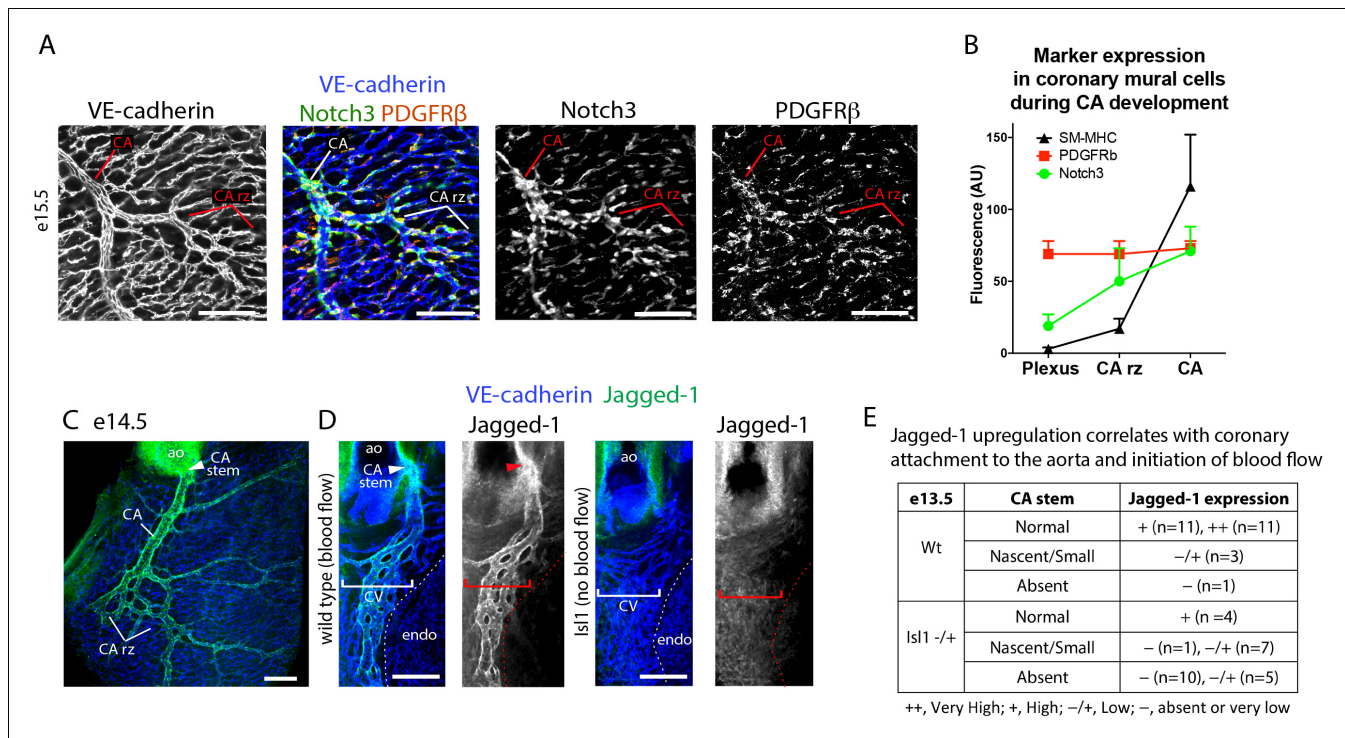 A
VE-cadherin
VE-cadherin
Notch3 PDGFRβ
Notch3
PDGFRβ
e15.5
CA
CA rz
CA
CA rz
CA
CA rz
CA
CA rz
B
Marker expression
in coronary mural cells
during CA development
SM-MHC
PDGFRb
Notch3
Fluorescence (AU)
150
100
50
0
Plexus
CA rz
CA
C e14.5
ao
CA
stem
CA
CA rz
D
VE-cadherin Jagged-1
Jagged-1
Jagged-1
wild type (blood flow)
ao
CA
stem
CV
endo
Isl1 (no blood flow)
ao
CV
endo
E
Jagged-1 upregulation correlates with coronary
attachment to the aorta and initiation of blood flow
e13.5 CA stem Jagged-1 expression
Wt
Normal + (n=11), ++ (n=11)
Nascent/Small −/+ (n=3)
Absent − (n=1)
Isl1 -/+
Normal + (n =4)
Nascent/Small − (n=1), −/+ (n=7)
Absent − (n=10), −/+ (n=5)
++, Very High; +, High; −/+, Low; −, absent or very low